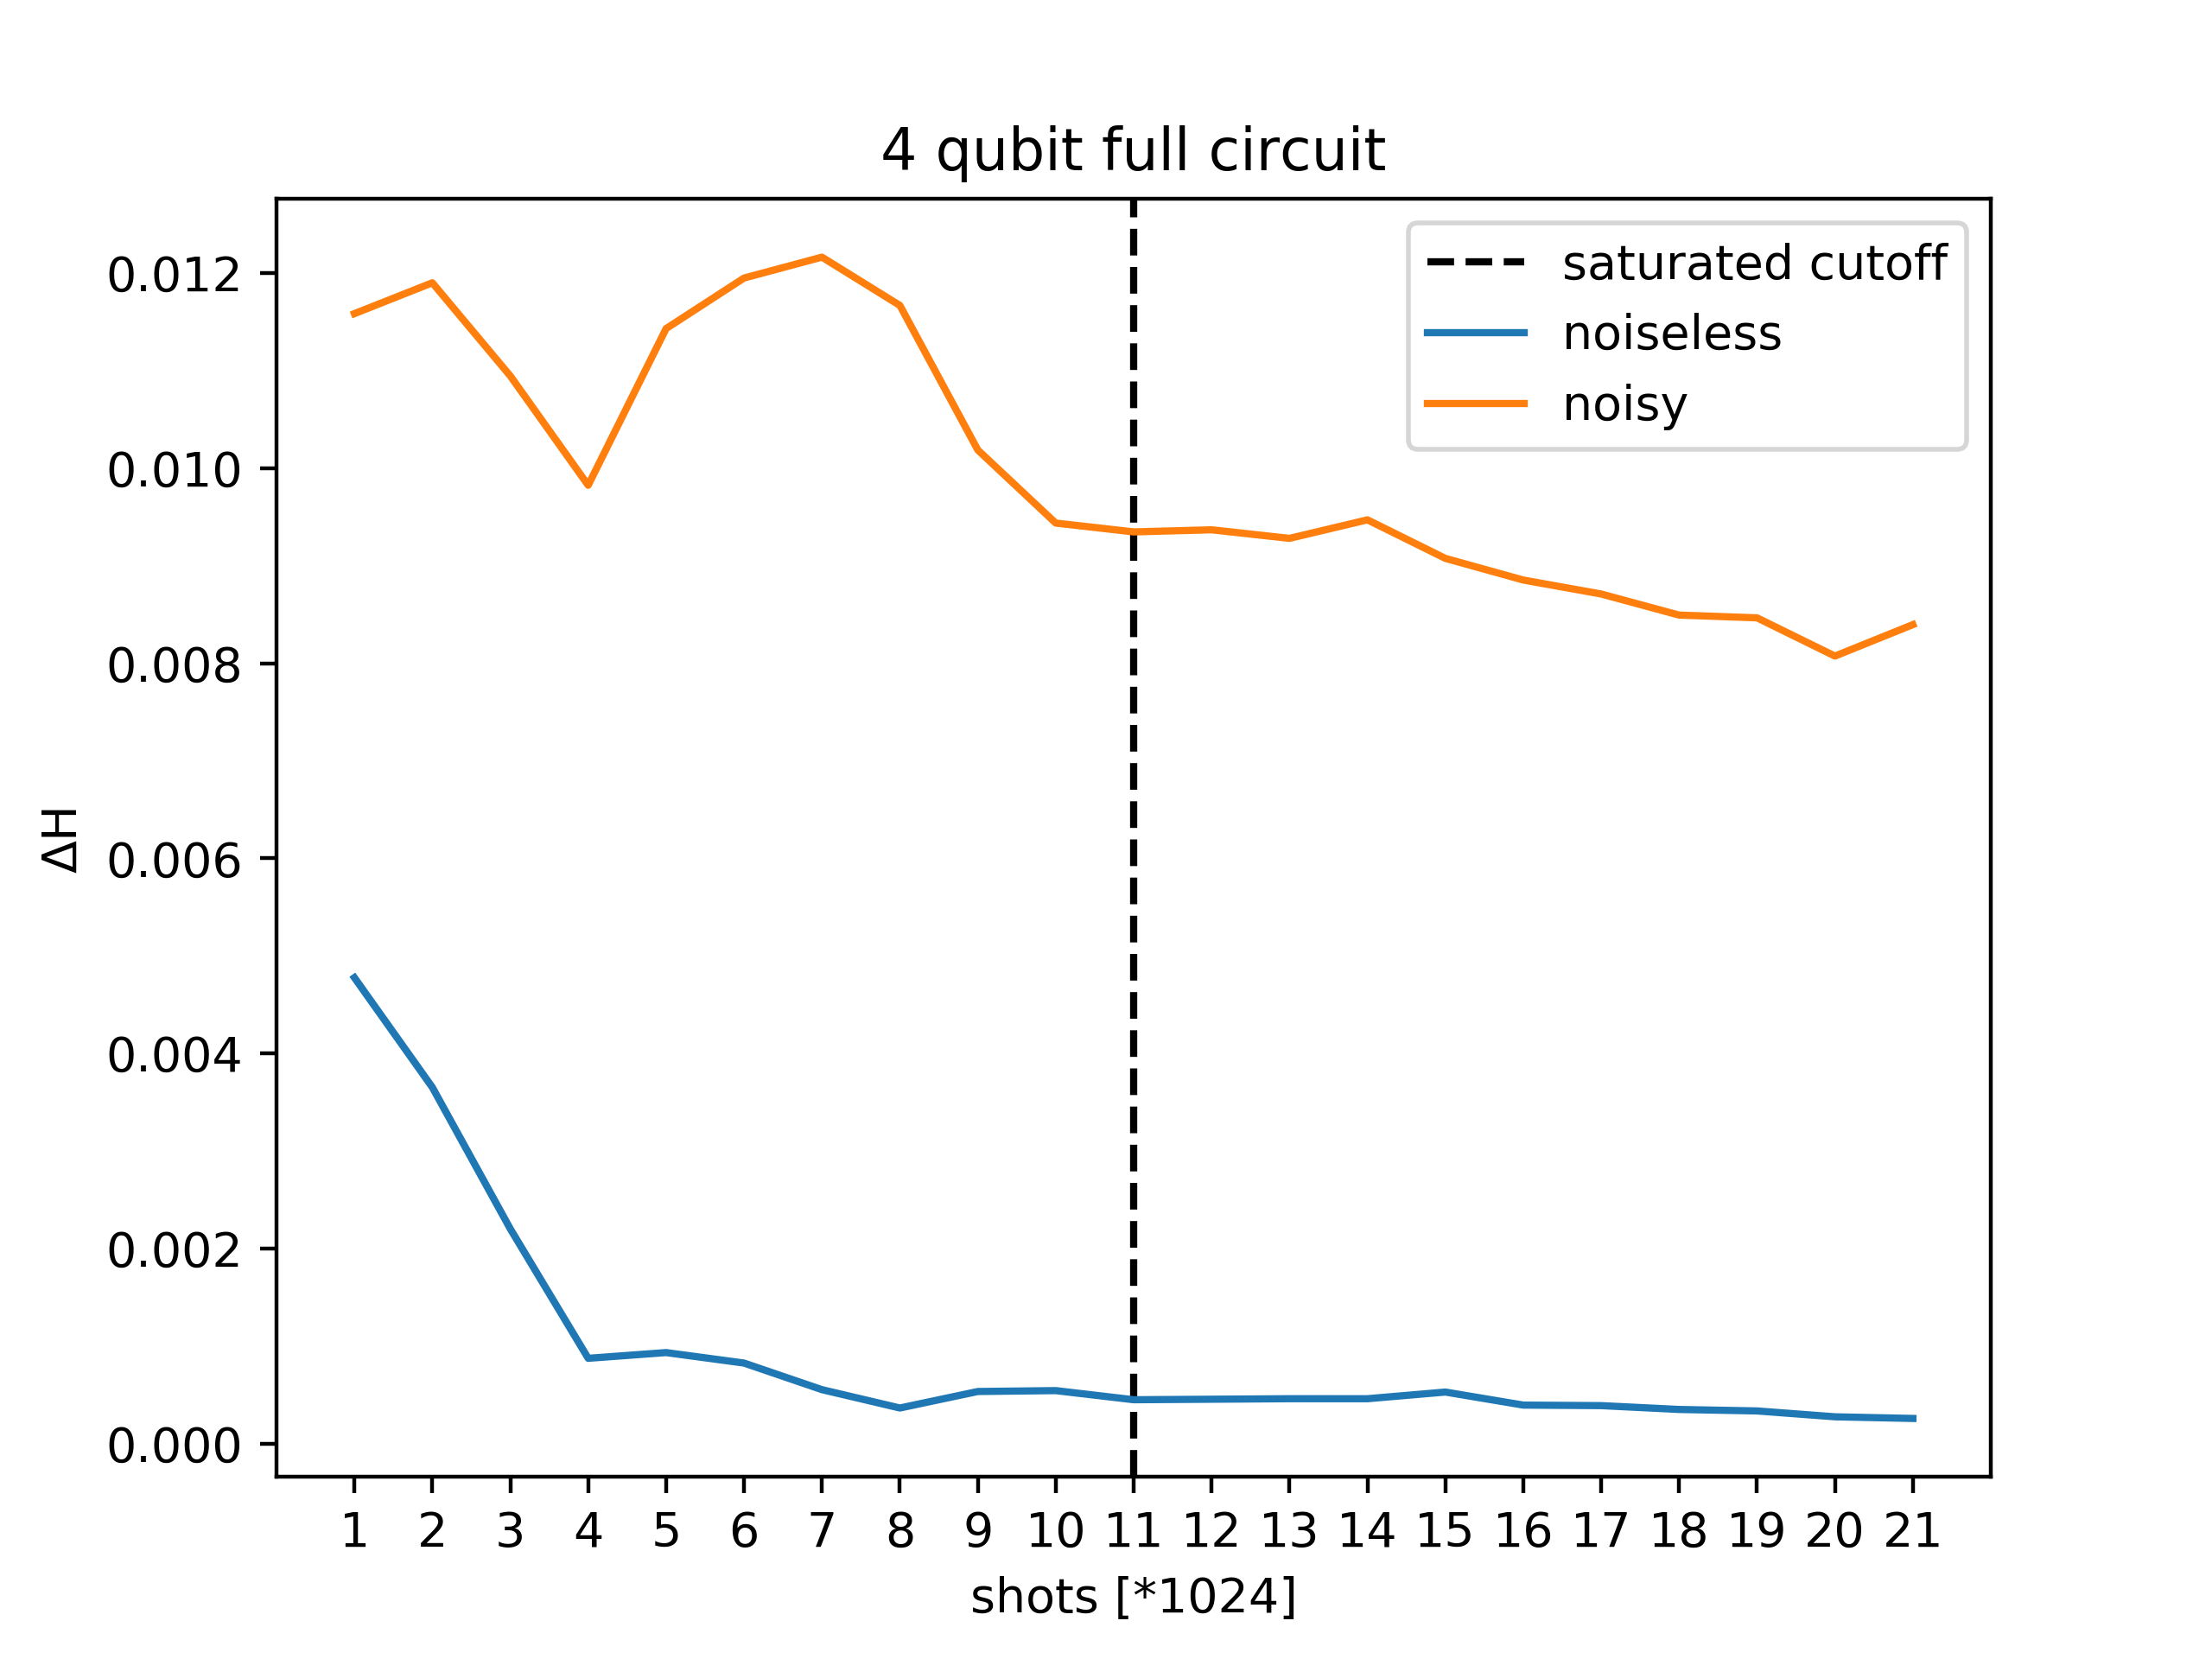 4 qubit full circuit
saturated cutoff
noiseless
noisy
0.012
0.010
0.008
0.006
0.004
0.002
0.000
ΔH
1 2 3 4 5 6 7 8 9 10 11 12 13 14 15 16 17 18 19 20 21
shots [*1024]